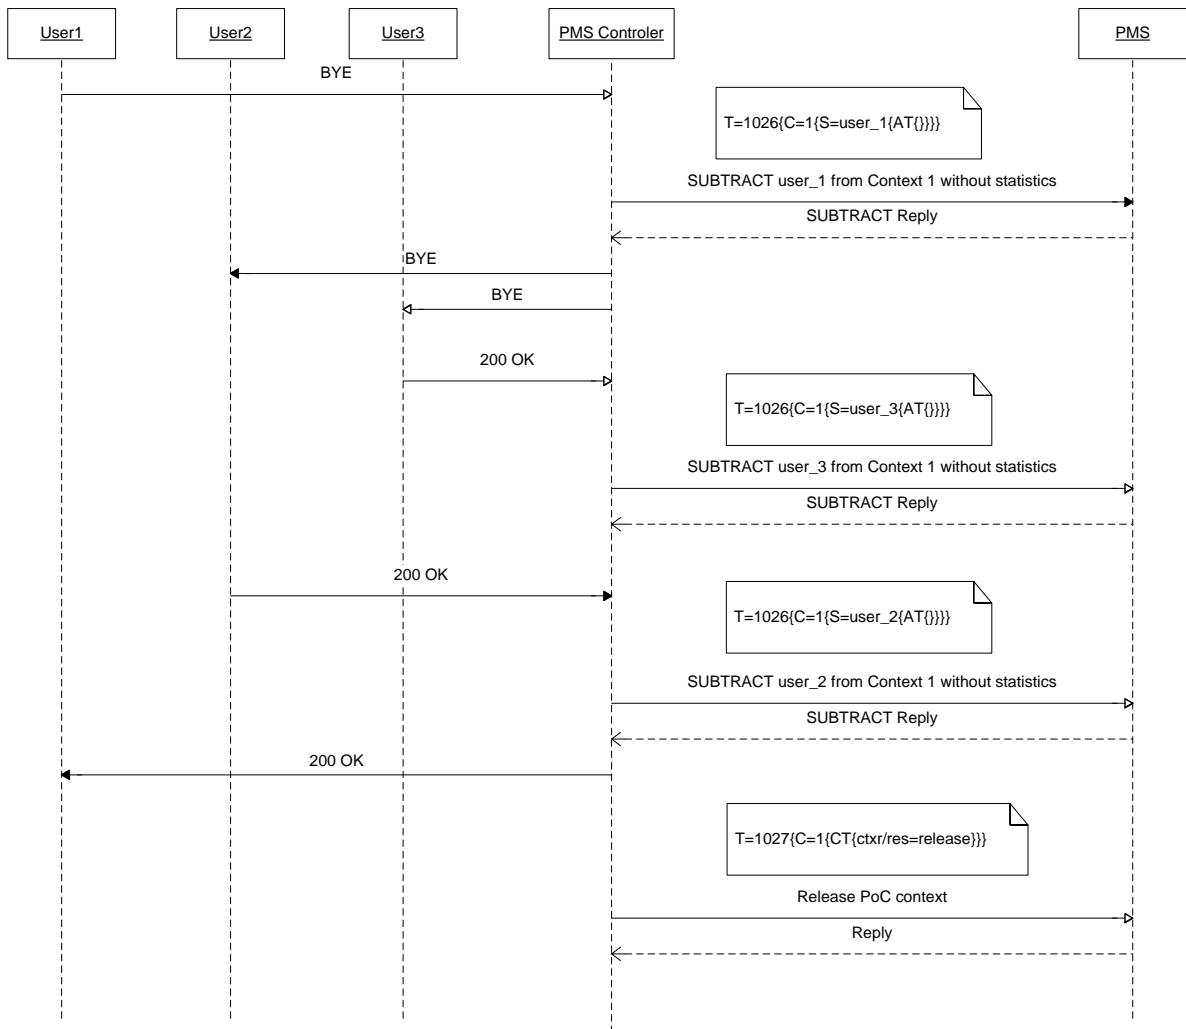 User1
User2
User3
PMS Controler
PMS
BYE
T=1026{C=1{S=user_1{AT{}}}}
SUBTRACT user_1 from Context 1 without statistics
SUBTRACT Reply
BYE
BYE
200 OK
T=1026{C=1{S=user_3{AT{}}}}
SUBTRACT user_3 from Context 1 without statistics
SUBTRACT Reply
200 OK
T=1026{C=1{S=user_2{AT{}}}}
SUBTRACT user_2 from Context 1 without statistics
SUBTRACT Reply
200 OK
T=1027{C=1{CT{ctxr/res=release}}}
Release PoC context
Reply